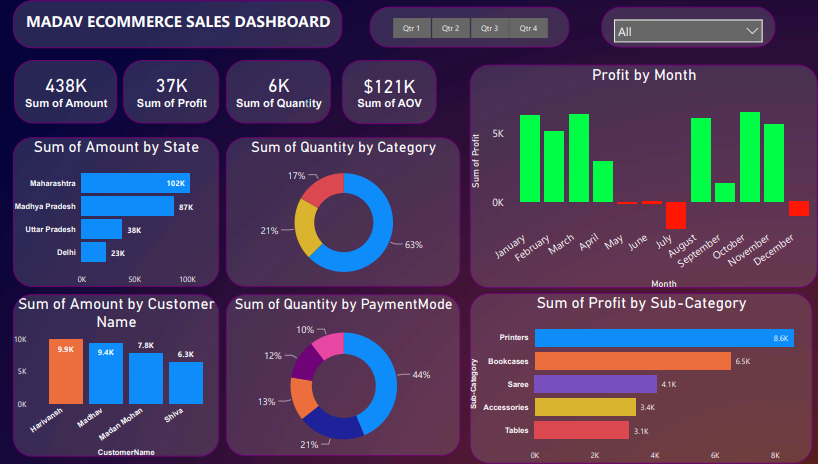 MADAV ECOMMERCE SALES DASHBOARD
Qtr 1 Qtr 2 Qtr 3 Qtr 4
All
438K
Sum of Amount
37K
Sum of Profit
6K
Sum of Quantity
$121K
Sum of AOV
Profit by Month
Sum of Profit
5K
0K
January February March April May June July August September October November December
Month
Sum of Amount by State
Maharashtra 102K
Madhya Pradesh 87K
Uttar Pradesh 38K
Delhi 23K
0K 50K 100K
Sum of Quantity by Category
17%
21%
63%
Sum of Amount by Customer
Name
10K
5K
0K
9.9K 9.4K 7.8K 6.3K
Harivansh Madhav Madan Mohan Shiva
CustomerName
Sum of Quantity by PaymentMode
10%
12%
44%
13%
21%
Sum of Profit by Sub-Category
Sub-Category
Printers 8.6K
Bookcases 6.5K
Saree 4.1K
Accessories 3.4K
Tables 3.1K
0K 2K 4K 6K 8K